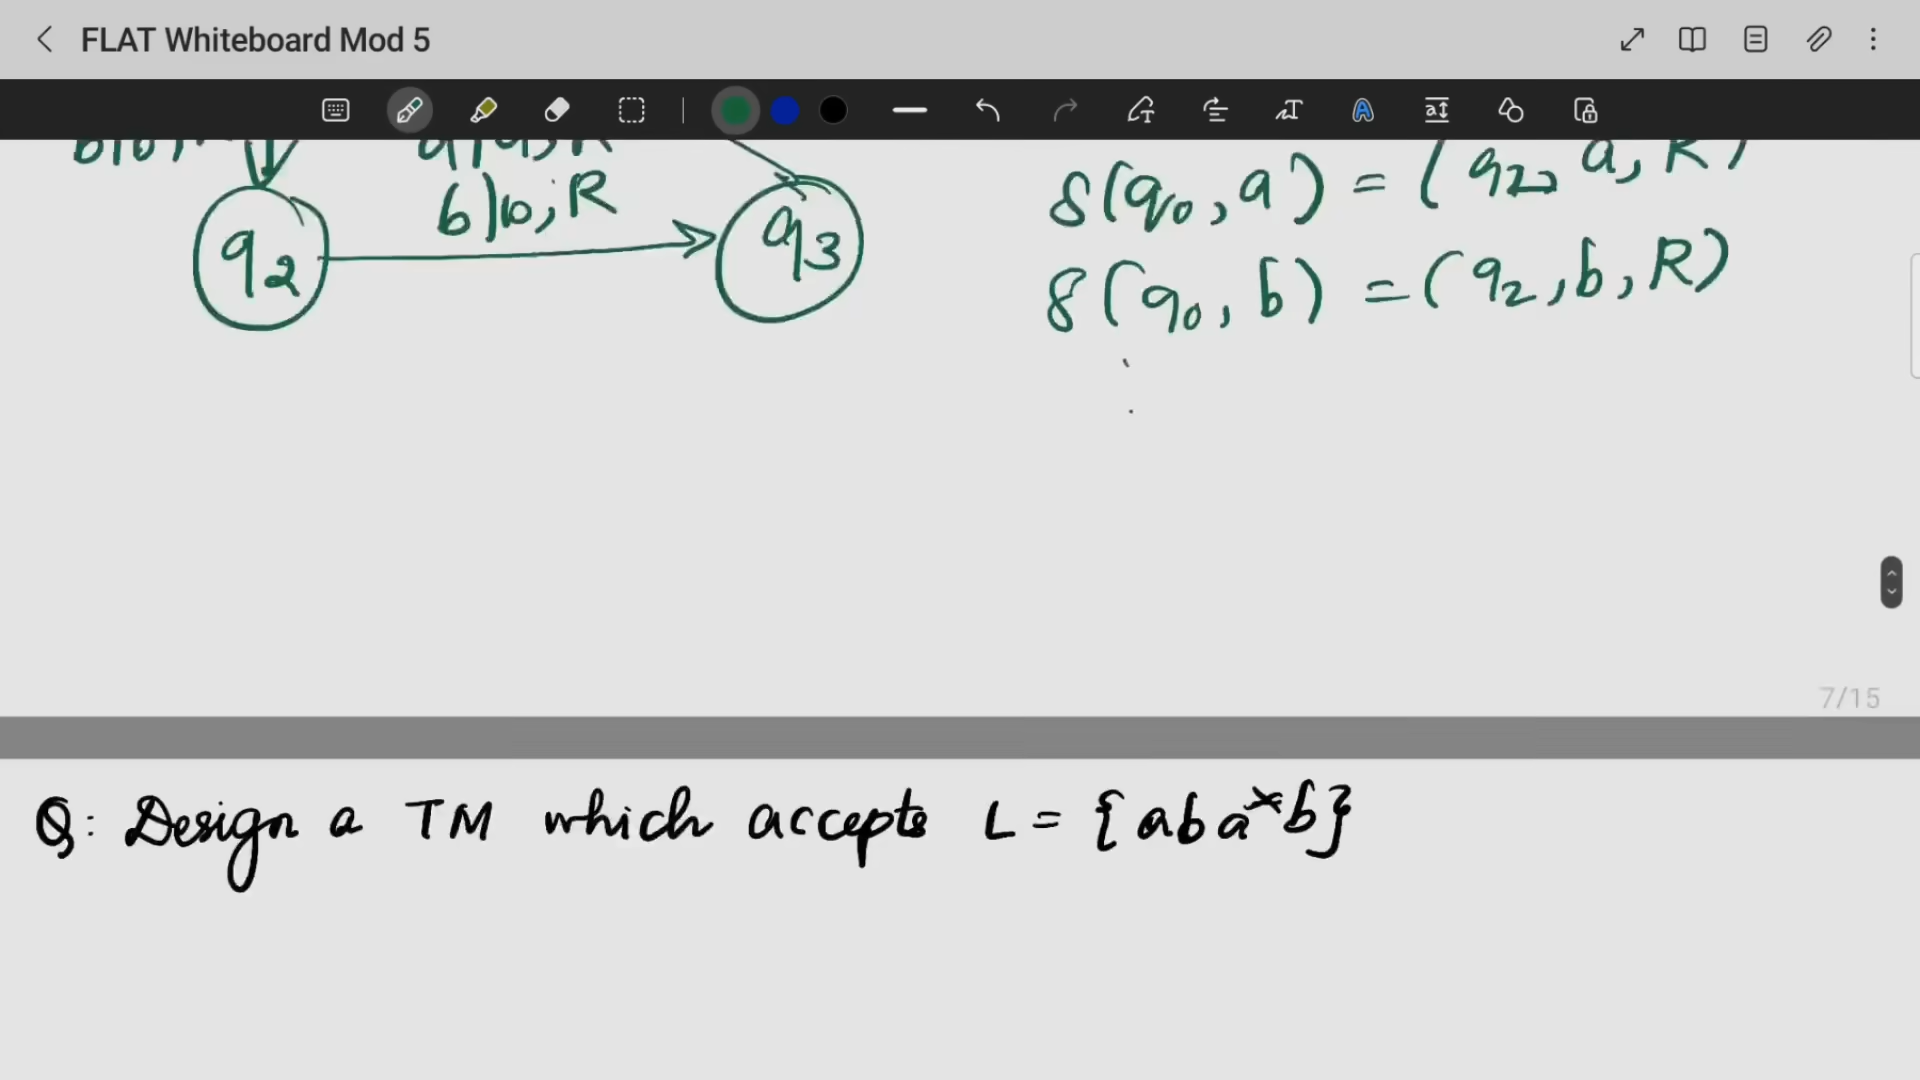 FLAT Whiteboard Mod 5
b|b, R
a|a, R
b|b, R
q2
q3
δ(q0, a) = (q2, a, R)
δ(q0, b) = (q2, b, R)
7/15
Q: Design a TM which accepts L = {aba*b}